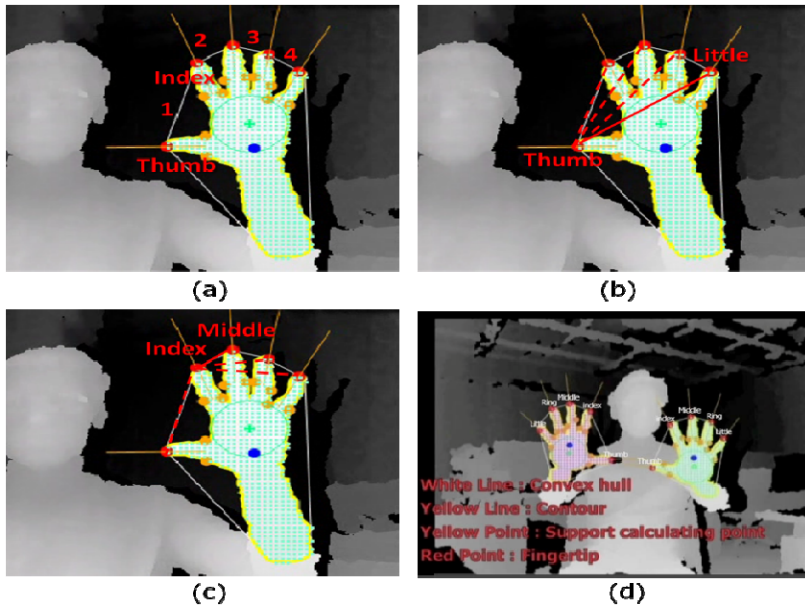 2 3 4
Index
1
Thumb
(a)
Little
Thumb
(b)
Middle
Index
(c)
Ring Middle Index
Little
Thumb
Index Middle Ring
Little
Thumb
White Line : Convex hull
Yellow Line : Contour
Yellow Point : Support calculating point
Red Point : Fingertip
(d)